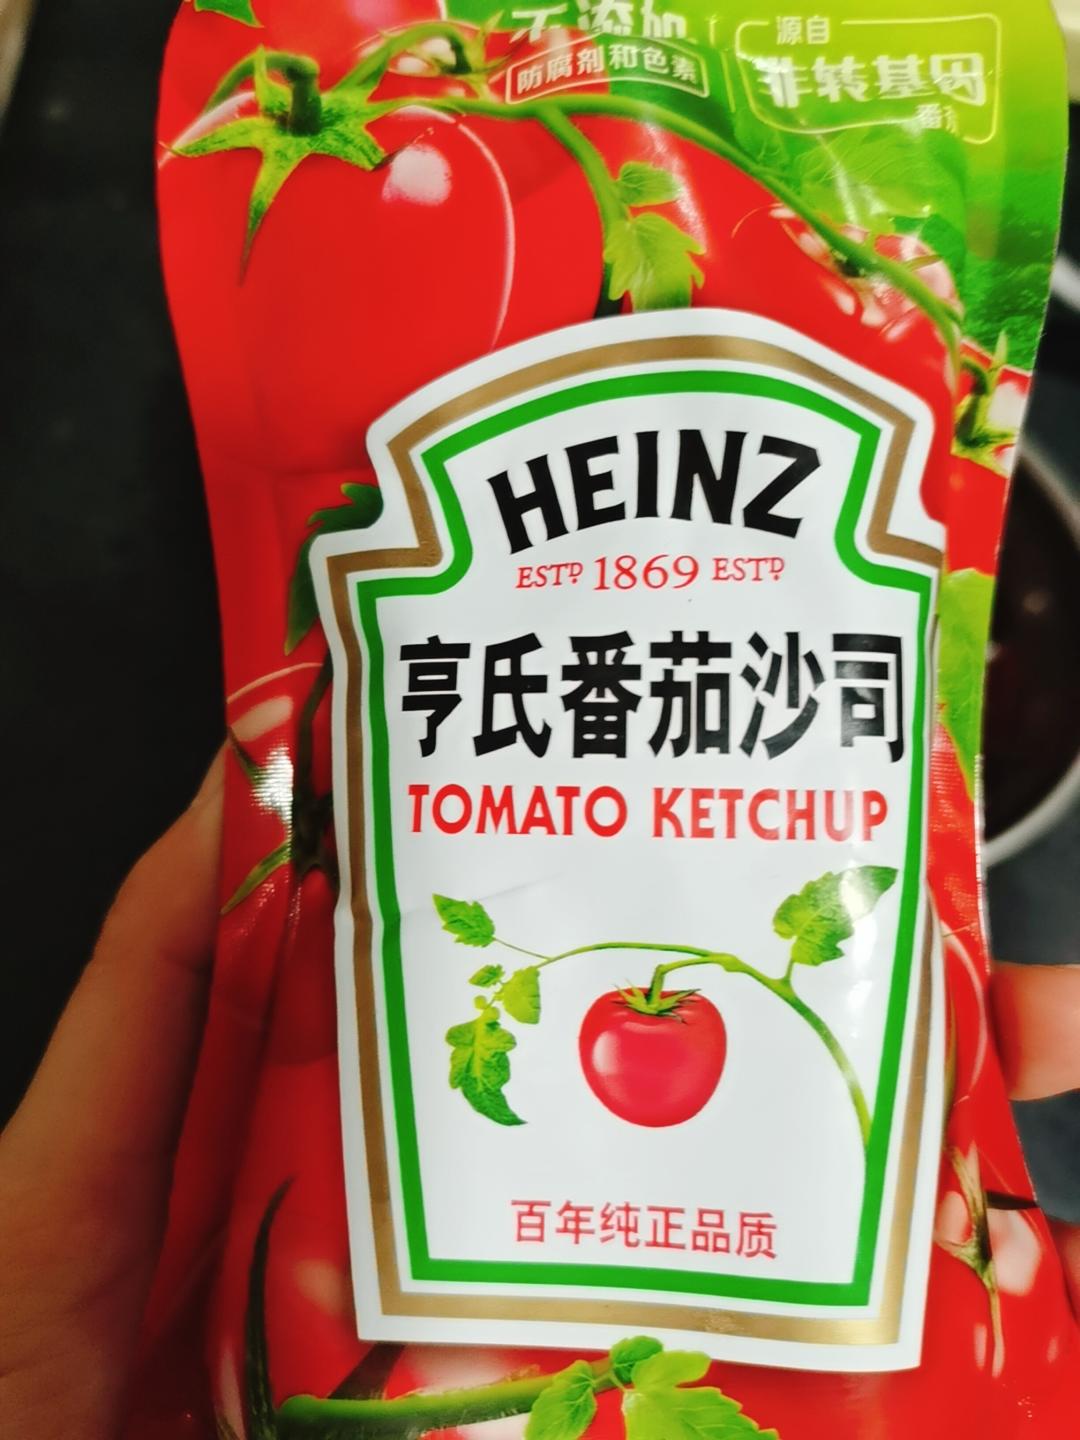 不添加
防腐剂和色素
源自
非转基因
番
HEINZ
ESTD 1869 ESTD
亨氏番茄沙司
TOMATO KETCHUP
百年纯正品质